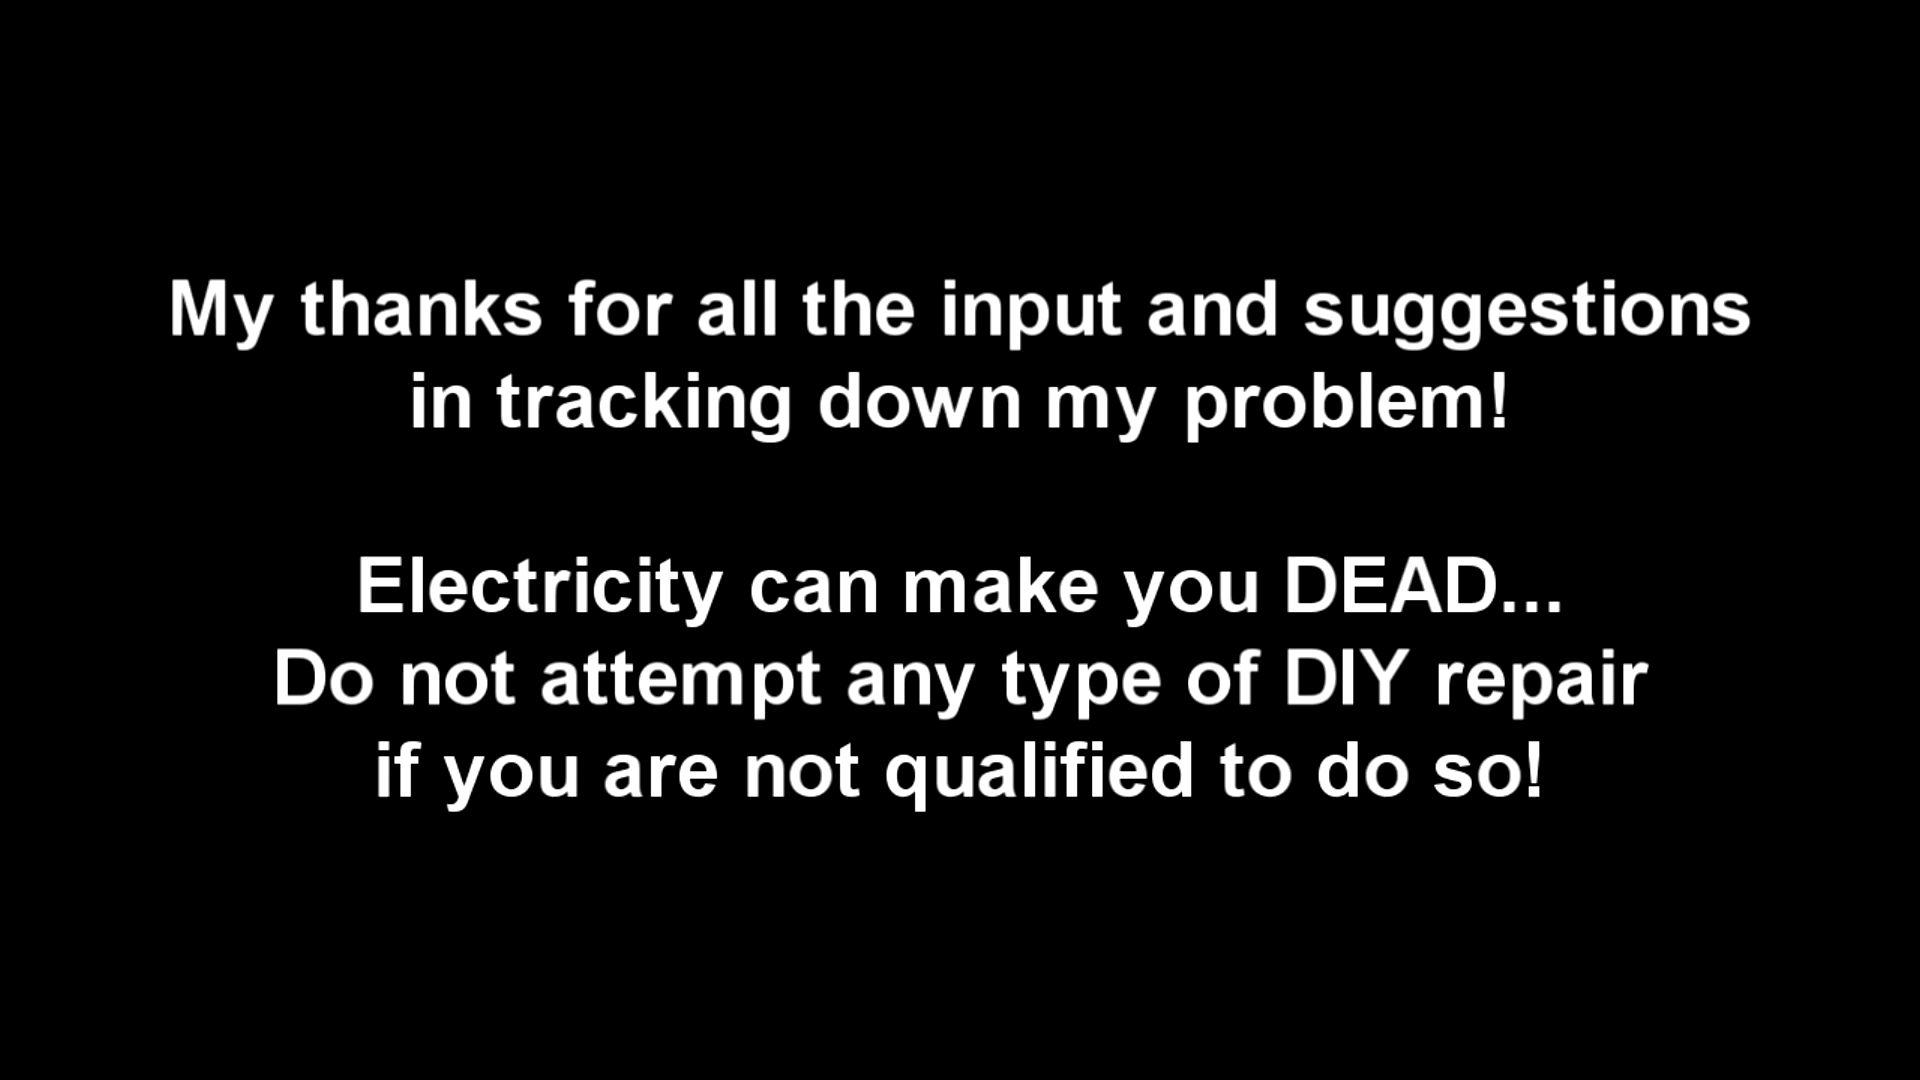 My thanks for all the input and suggestions
in tracking down my problem!
Electricity can make you DEAD...
Do not attempt any type of DIY repair
if you are not qualified to do so!